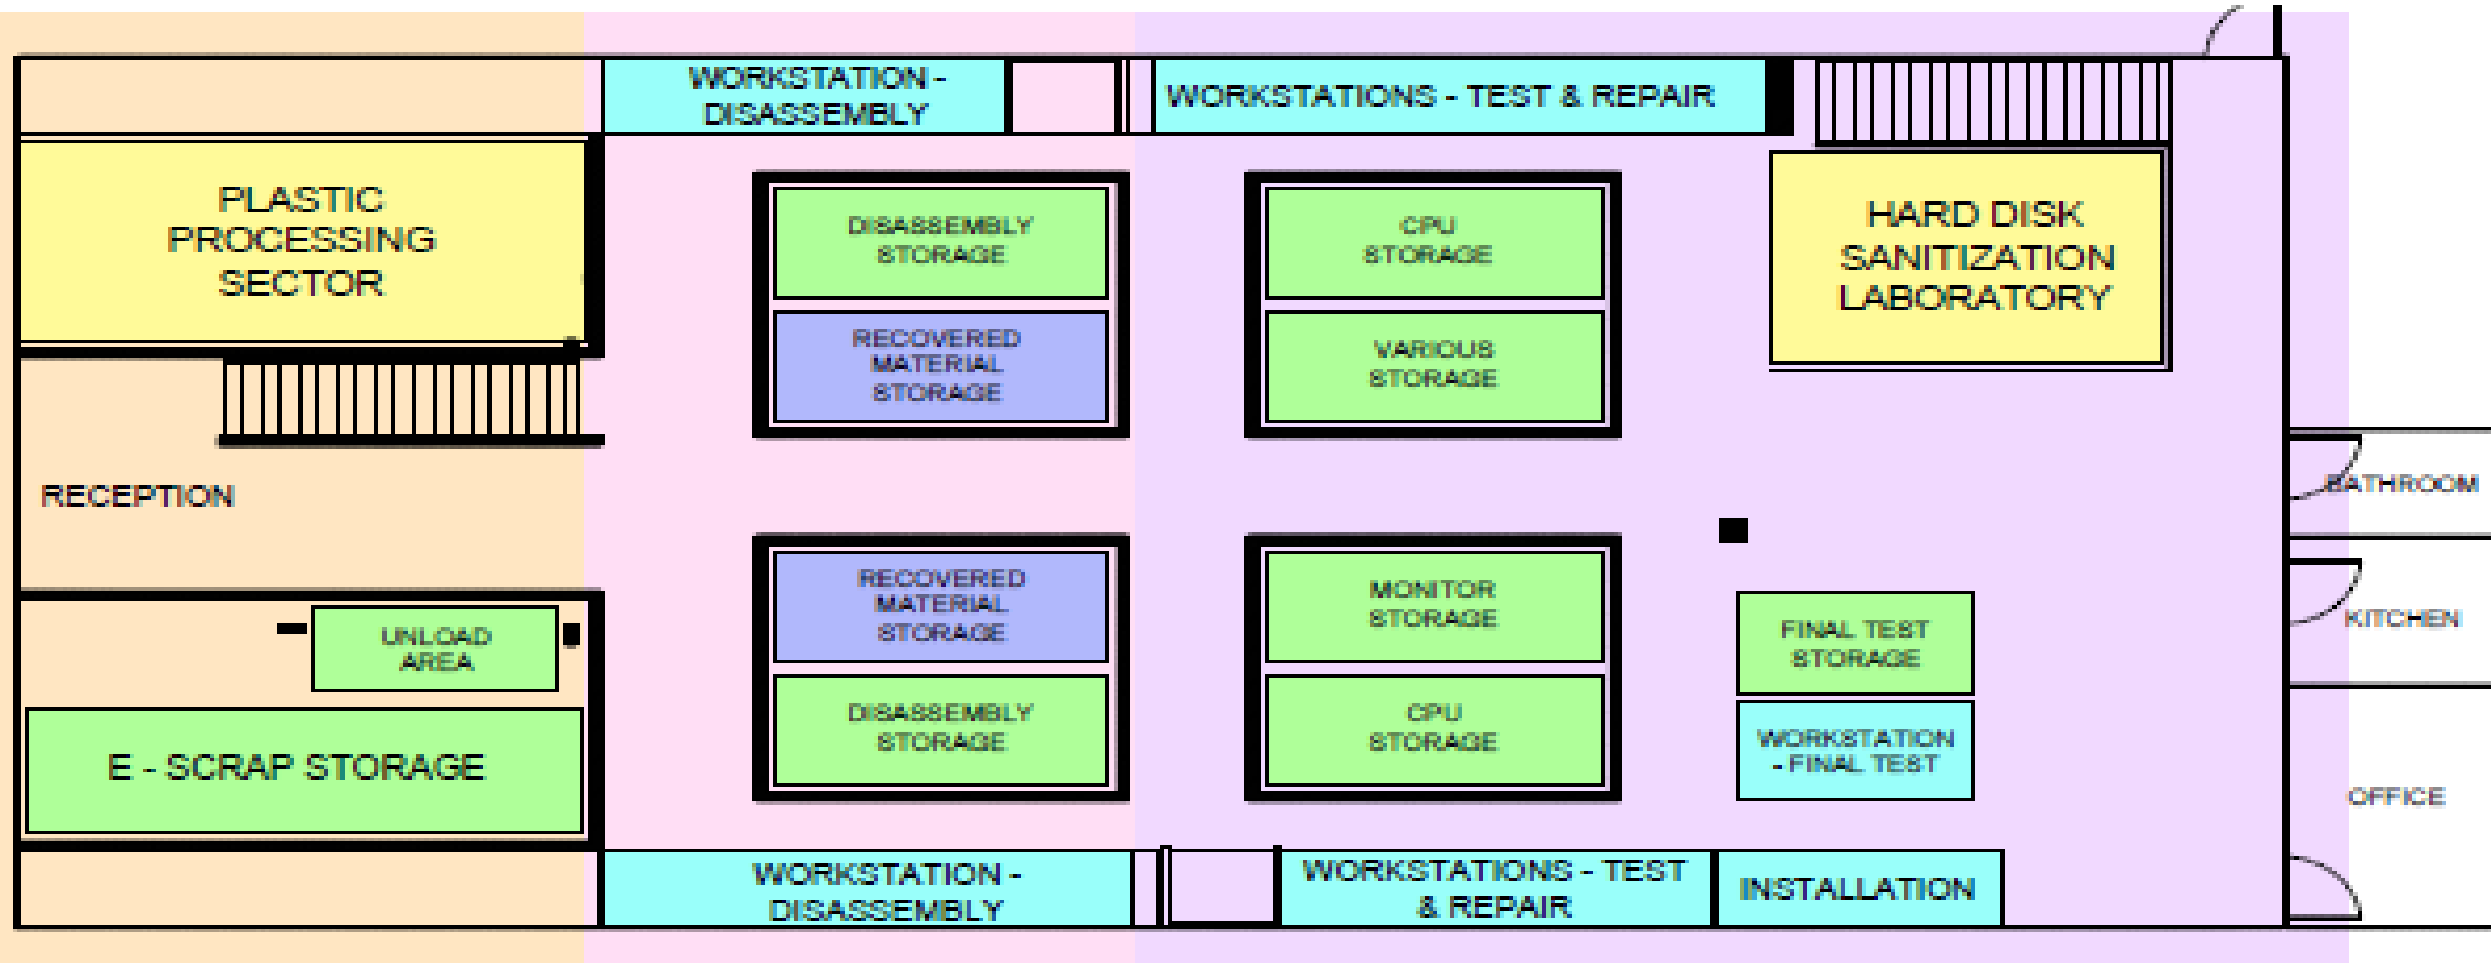 WORKSTATION -
DISASSEMBLY
WORKSTATIONS - TEST & REPAIR
PLASTIC
PROCESSING
SECTOR
DISASSEMBLY
STORAGE
RECOVERED
MATERIAL
STORAGE
CPU
STORAGE
VARIOUS
STORAGE
HARD DISK
SANITIZATION
LABORATORY
RECEPTION
BATHROOM
KITCHEN
OFFICE
UNLOAD
AREA
E - SCRAP STORAGE
RECOVERED
MATERIAL
STORAGE
DISASSEMBLY
STORAGE
MONITOR
STORAGE
CPU
STORAGE
FINAL TEST
STORAGE
WORKSTATION
- FINAL TEST
WORKSTATION -
DISASSEMBLY
WORKSTATIONS - TEST
& REPAIR
INSTALLATION